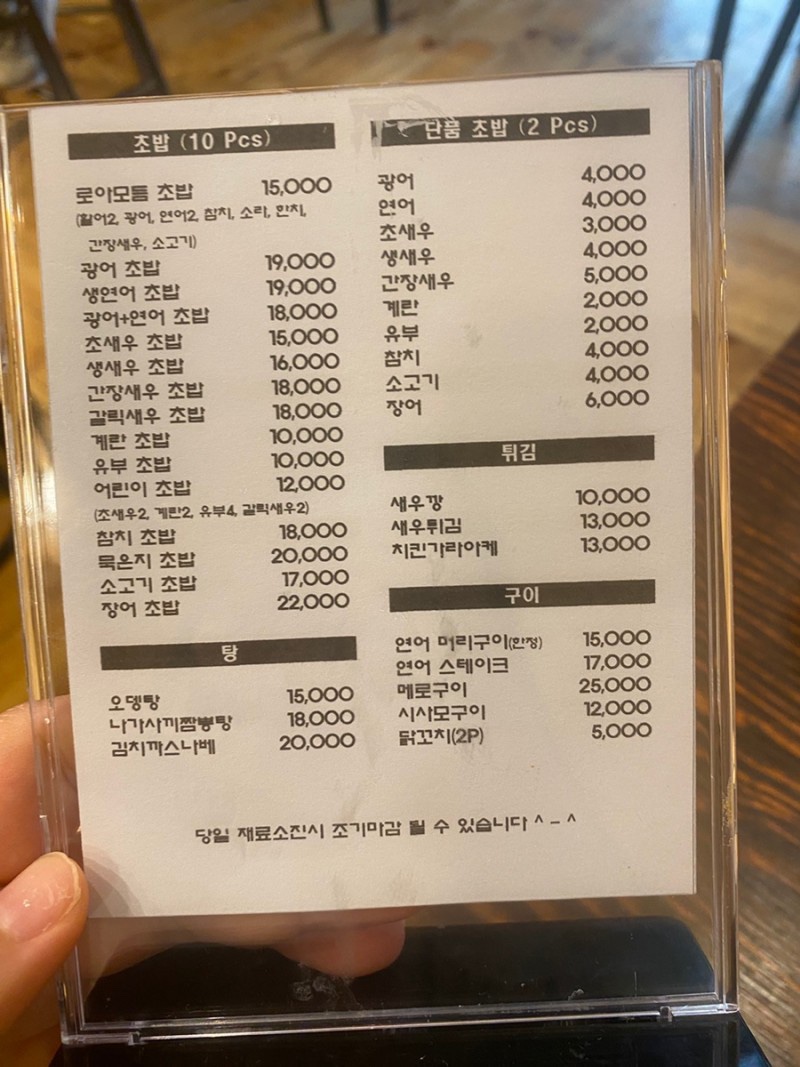 초밥 (10 Pcs)
로아모듬 초밥 15,000
(활어2, 광어, 연어2, 참치, 소라, 한치,
간장새우, 소고기)
광어 초밥 19,000
생연어 초밥 19,000
광어+연어 초밥 18,000
초새우 초밥 15,000
생새우 초밥 16,000
간장새우 초밥 18,000
갈릭새우 초밥 18,000
계란 초밥 10,000
유부 초밥 10,000
어린이 초밥 12,000
(초새우2, 계란2, 유부4, 갈릭새우2)
참치 초밥 18,000
묵은지 초밥 20,000
소고기 초밥 17,000
장어 초밥 22,000
탕
오뎅탕 15,000
나가사끼짬뽕탕 18,000
김치까스나베 20,000
단품 초밥 (2 Pcs)
광어 4,000
연어 4,000
초새우 3,000
생새우 4,000
간장새우 5,000
계란 2,000
유부 2,000
참치 4,000
소고기 4,000
장어 6,000
튀김
새우깡 10,000
새우튀김 13,000
치킨가라아케 13,000
구이
연어 머리구이(한정) 15,000
연어 스테이크 17,000
메로구이 25,000
시사모구이 12,000
닭꼬치(2P) 5,000
당일 재료소진시 조기마감 될 수 있습니다 ^ - ^